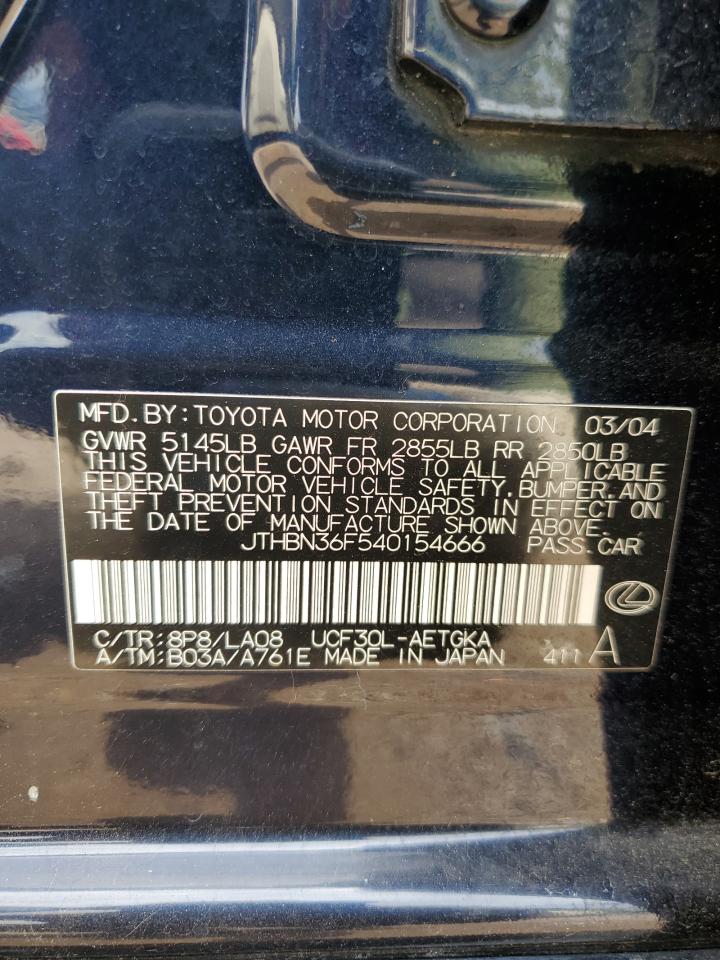 MFD. BY: TOYOTA MOTOR CORPORATION 03/04
GVWR 5145LB GAWR FR 2855LB RR 2850LB
THIS VEHICLE CONFORMS TO ALL APPLICABLE
FEDERAL MOTOR VEHICLE SAFETY, BUMPER, AND
THEFT PREVENTION STANDARDS IN EFFECT ON
THE DATE OF MANUFACTURE SHOWN ABOVE.
JTHBN36F540154666 PASS. CAR
C/TR: 8P8/LA08 UCF30L-AETGKA
A/TM: B03A/A761E MADE IN JAPAN 411 A